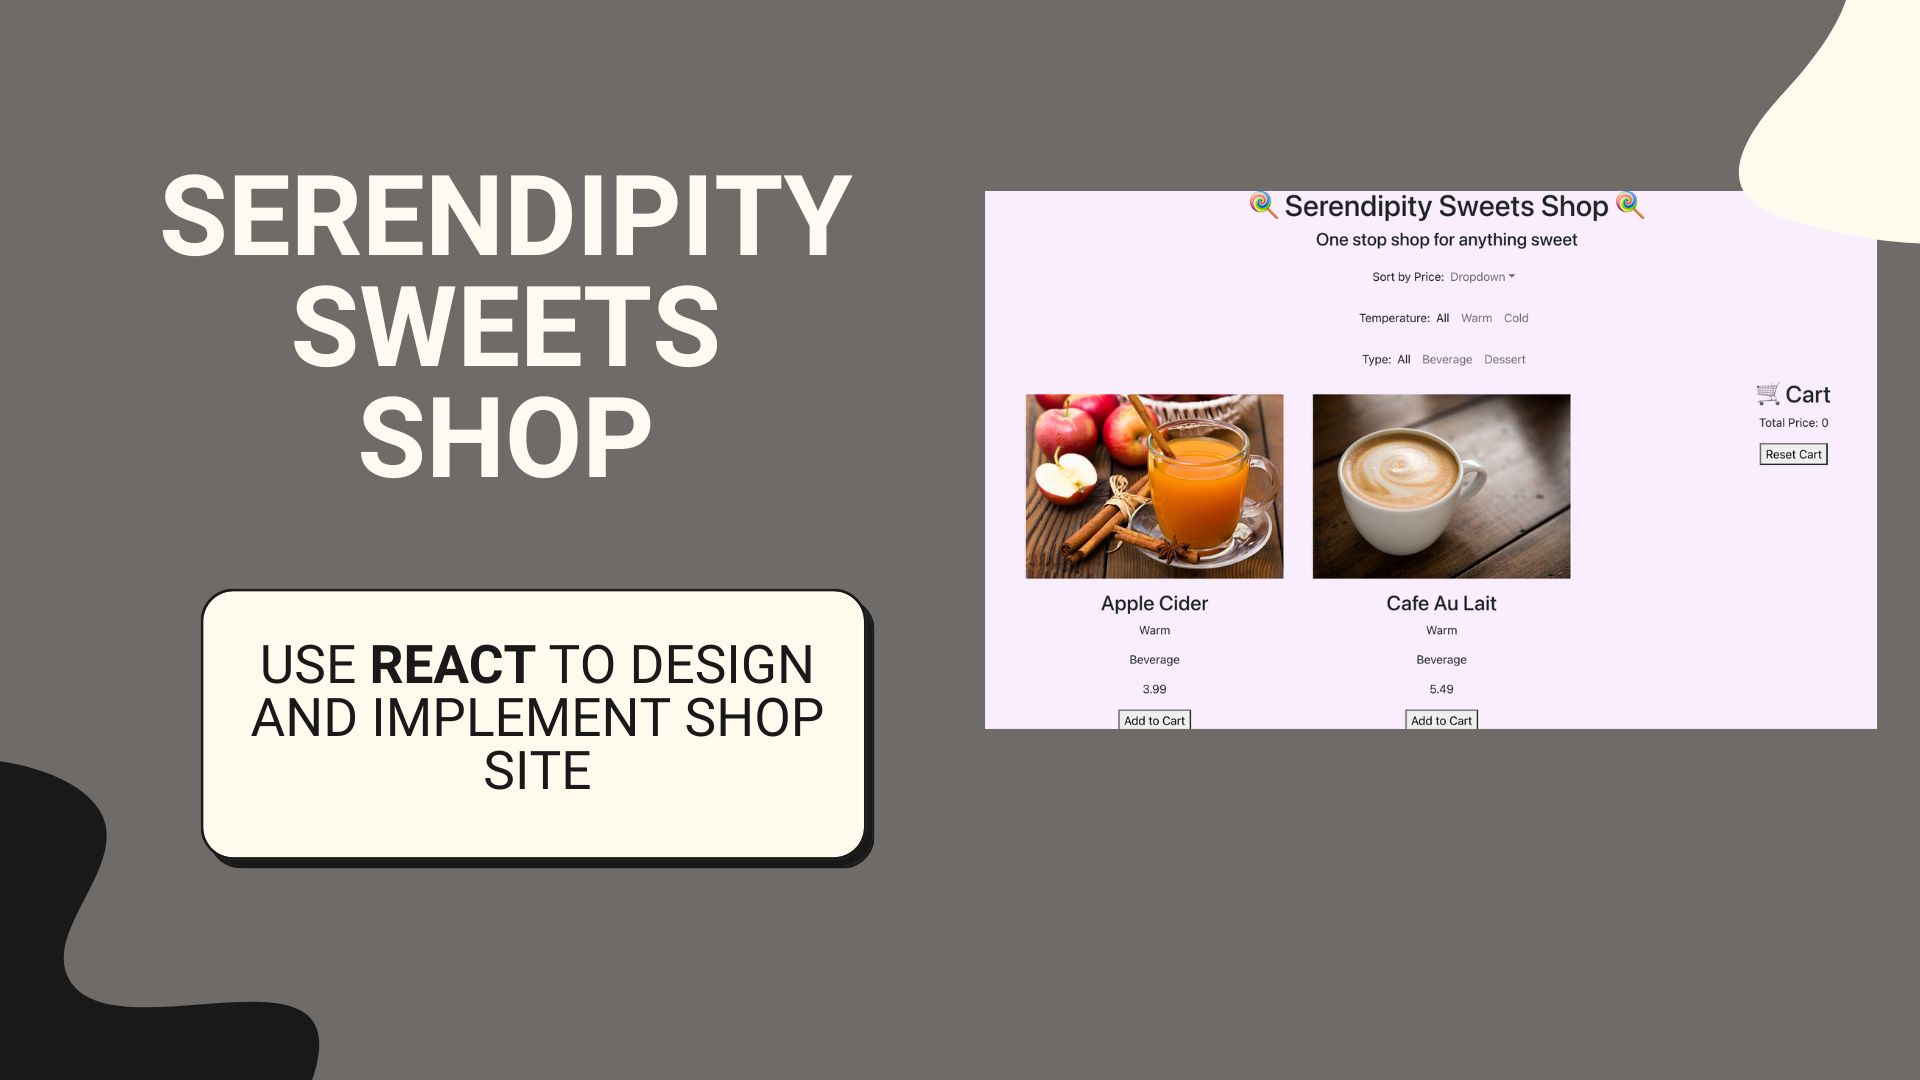 SERENDIPITY
SWEETS
SHOP
USE REACT TO DESIGN
AND IMPLEMENT SHOP
SITE
🍭 Serendipity Sweets Shop 🍭
One stop shop for anything sweet
Sort by Price: Dropdown
Temperature: All Warm Cold
Type: All Beverage Dessert
🛒 Cart
Total Price: 0
Reset Cart
Apple Cider
Warm
Beverage
3.99
Add to Cart
Cafe Au Lait
Warm
Beverage
5.49
Add to Cart